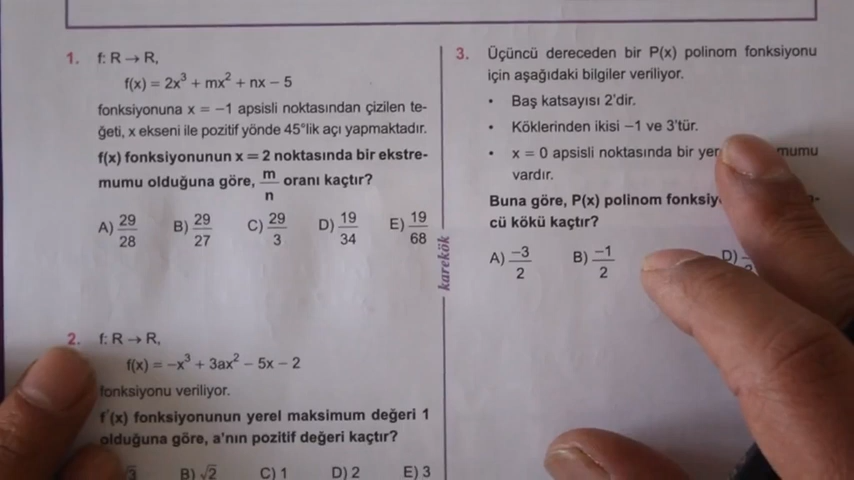 1. f: R → R,
f(x) = 2x³ + mx² + nx − 5
fonksiyonuna x = −1 apsisli noktasından çizilen te-
ğeti, x ekseni ile pozitif yönde 45°lik açı yapmaktadır.
f(x) fonksiyonunun x = 2 noktasında bir ekstre-
mumu olduğuna göre, m/n oranı kaçtır?
A) 29/28 B) 29/27 C) 29/3 D) 19/34 E) 19/68
2. f: R → R,
f(x) = −x³ + 3ax² − 5x − 2
fonksiyonu veriliyor.
f′(x) fonksiyonunun yerel maksimum değeri 1
olduğuna göre, a'nın pozitif değeri kaçtır?
B) √2 C) 1 D) 2 E) 3
karekök
3. Üçüncü dereceden bir P(x) polinom fonksiyonu
için aşağıdaki bilgiler veriliyor.
• Baş katsayısı 2'dir.
• Köklerinden ikisi −1 ve 3'tür.
• x = 0 apsisli noktasında bir yer mumu
vardır.
Buna göre, P(x) polinom
cü kökü kaçtır?
A) −3/2 B) −1/2 D)